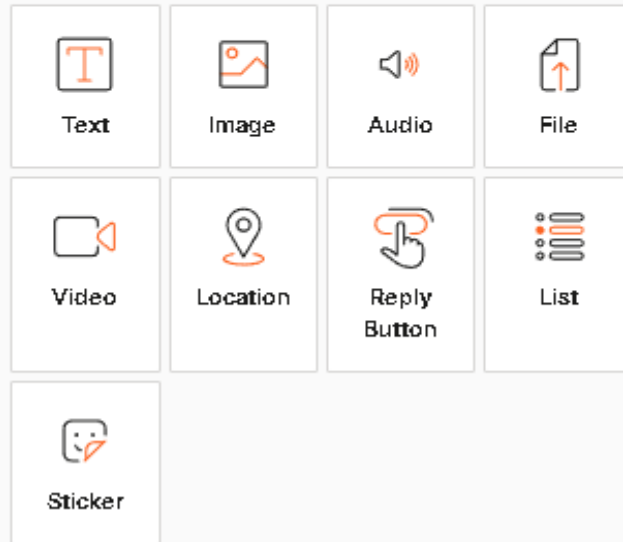 Text
Image
Audio
File
Video
Location
Reply
Button
List
Sticker